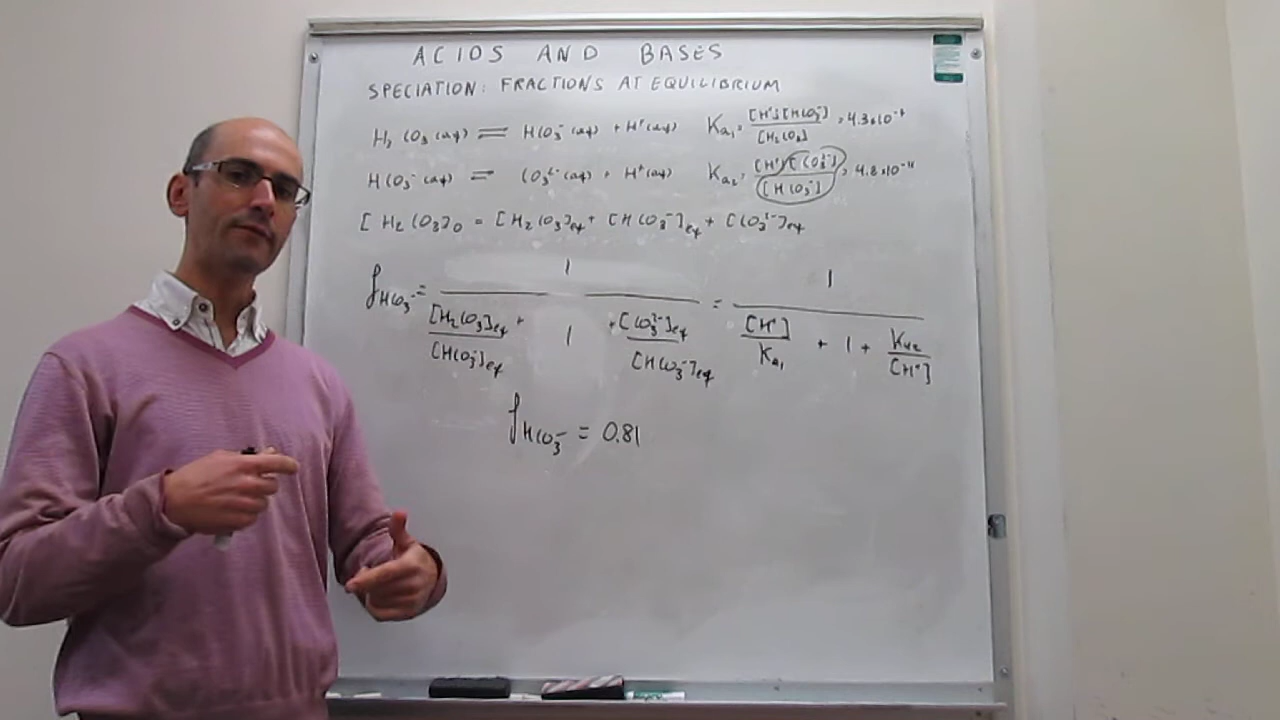 ACIDS AND BASES
SPECIATION: FRACTIONS AT EQUILIBRIUM
H₂CO₃(aq) ⇌ HCO₃⁻(aq) + H⁺(aq) Ka₁ = [H⁺][HCO₃⁻] / [H₂CO₃] = 4.3×10⁻⁷
HCO₃⁻(aq) ⇌ CO₃²⁻(aq) + H⁺(aq) Ka₂ = [H⁺][CO₃²⁻] / [HCO₃⁻] = 4.8×10⁻¹¹
[H₂CO₃]₀ = [H₂CO₃]eq + [HCO₃⁻]eq + [CO₃²⁻]eq
fHCO₃⁻ = 1 / ([H₂CO₃]eq / [HCO₃⁻]eq + 1 + [CO₃²⁻]eq / [HCO₃⁻]eq) = 1 / ([H⁺] / Ka₁ + 1 + Ka₂ / [H⁺])
fHCO₃⁻ = 0.81